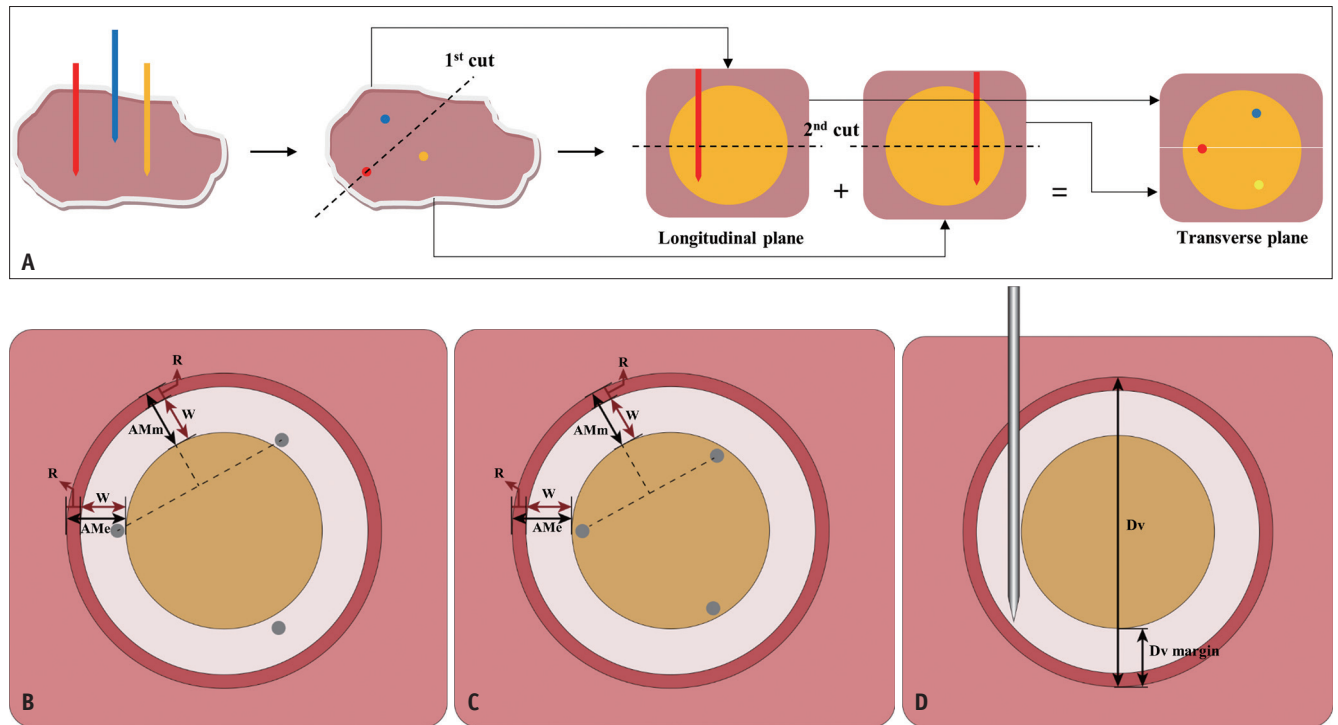 1st cut
2nd cut
Longitudinal plane
+
=
Transverse plane
A
R
W
AMm
R
W
AMe
B
R
W
AMm
R
W
AMe
C
Dv
Dv margin
D